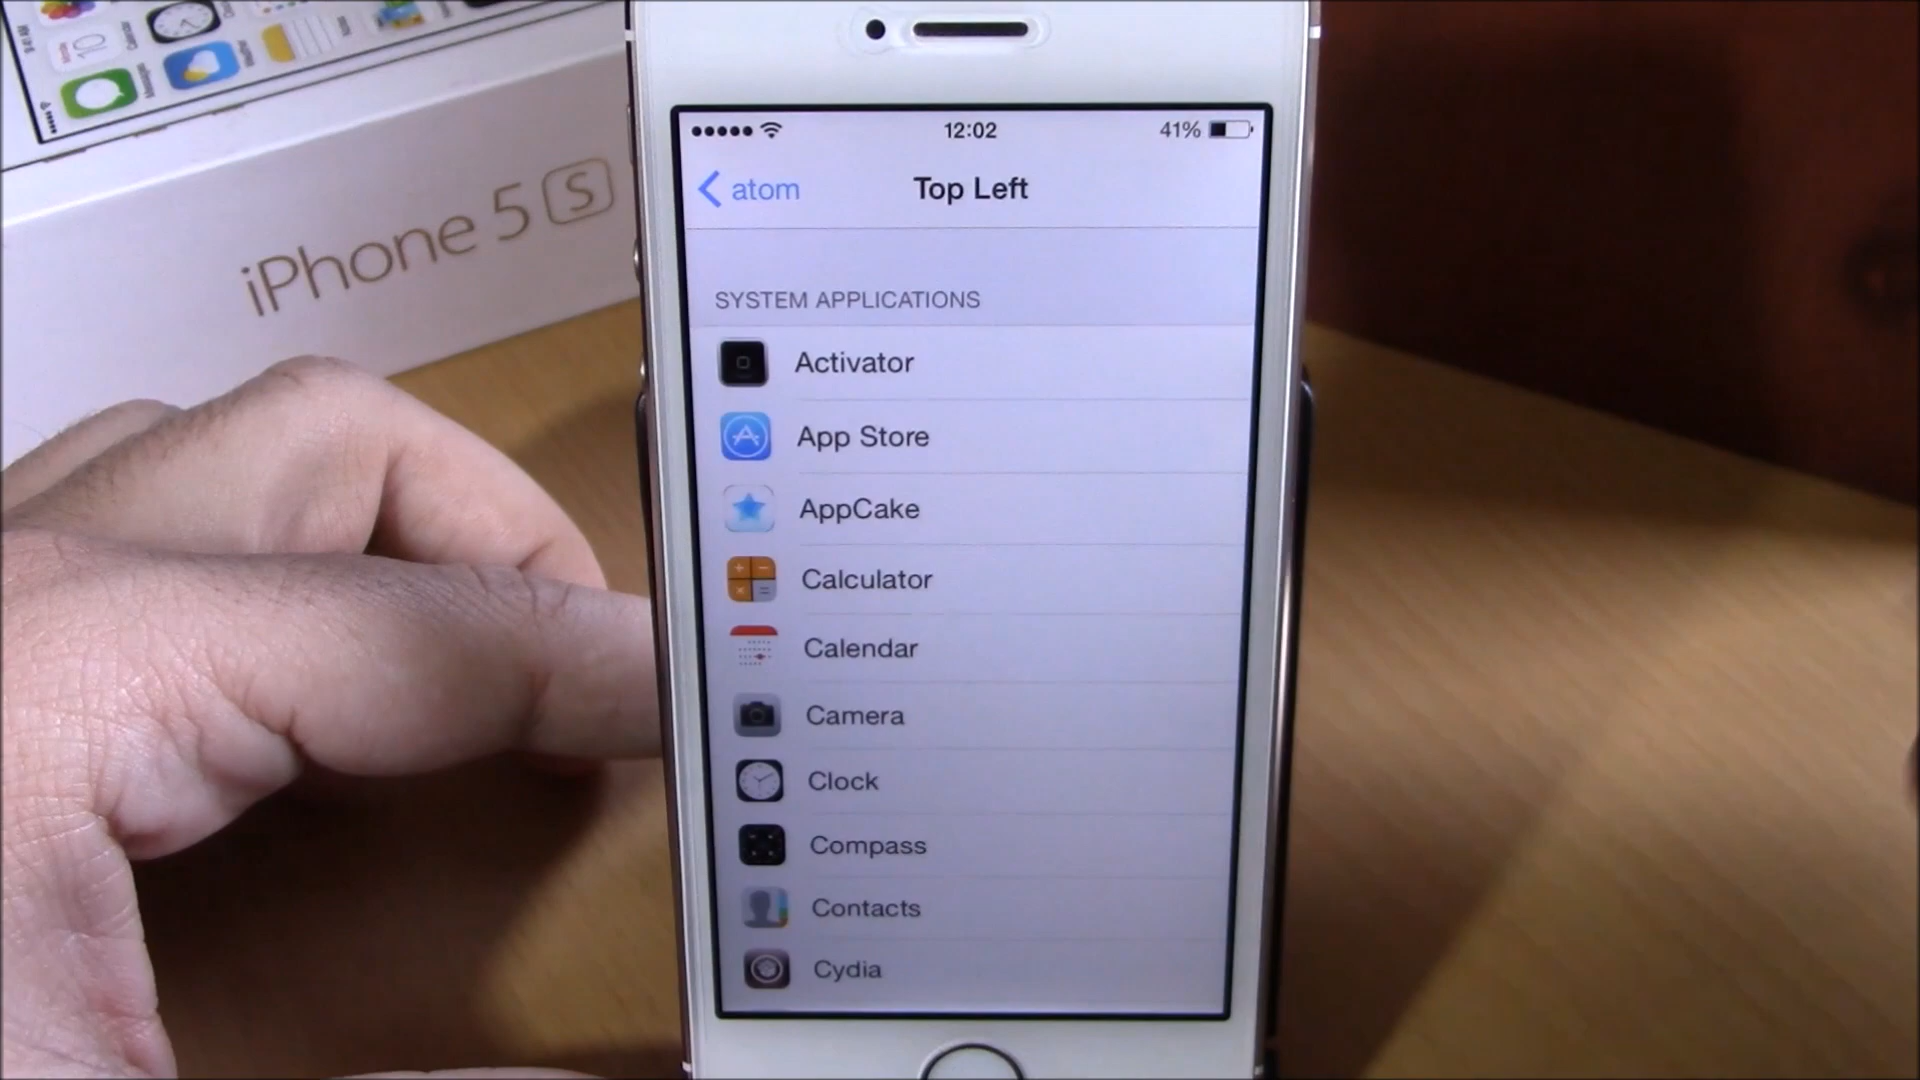 iPhone 5 S
12:02
41%
atom
Top Left
SYSTEM APPLICATIONS
Activator
App Store
AppCake
Calculator
Calendar
Camera
Clock
Compass
Contacts
Cydia